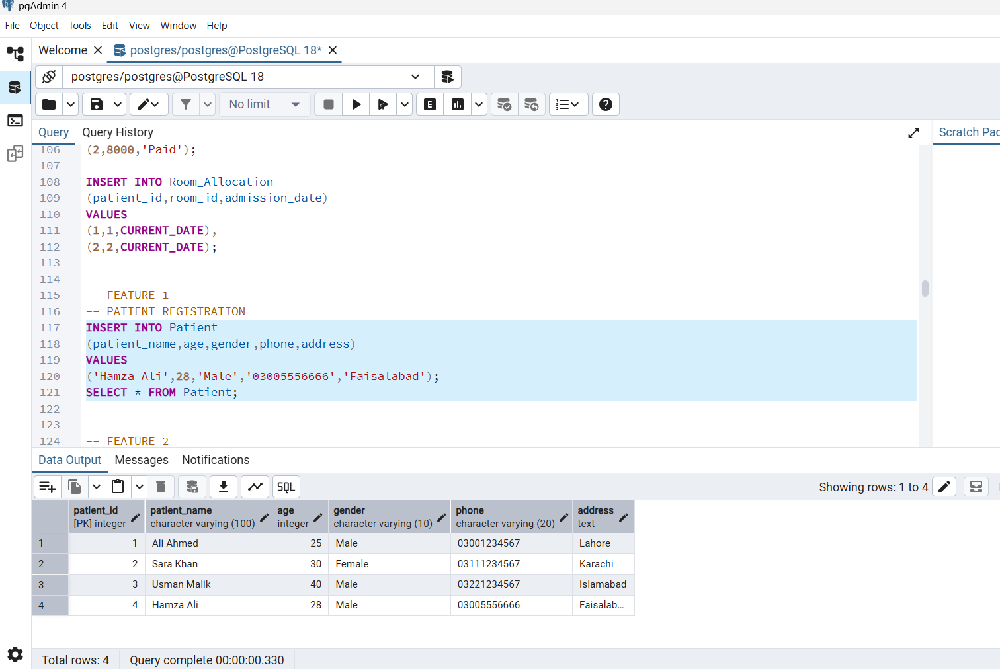 pgAdmin 4
File Object Tools Edit View Window Help
Welcome postgres/postgres@PostgreSQL 18*
postgres/postgres@PostgreSQL 18
No limit
E
Query Query History Scratch Pad
106 (2,8000,'Paid');
107
108 INSERT INTO Room_Allocation
109 (patient_id,room_id,admission_date)
110 VALUES
111 (1,1,CURRENT_DATE),
112 (2,2,CURRENT_DATE);
113
114
115 -- FEATURE 1
116 -- PATIENT REGISTRATION
117 INSERT INTO Patient
118 (patient_name,age,gender,phone,address)
119 VALUES
120 ('Hamza Ali',28,'Male','03005556666','Faisalabad');
121 SELECT * FROM Patient;
122
123
124 -- FEATURE 2
Data Output Messages Notifications
SQL Showing rows: 1 to 4
patient_id patient_name age gender phone address
[PK] integer character varying (100) integer character varying (10) character varying (20) text
1 1 Ali Ahmed 25 Male 03001234567 Lahore
2 2 Sara Khan 30 Female 03111234567 Karachi
3 3 Usman Malik 40 Male 03221234567 Islamabad
4 4 Hamza Ali 28 Male 03005556666 Faisalab...
Total rows: 4 Query complete 00:00:00.330